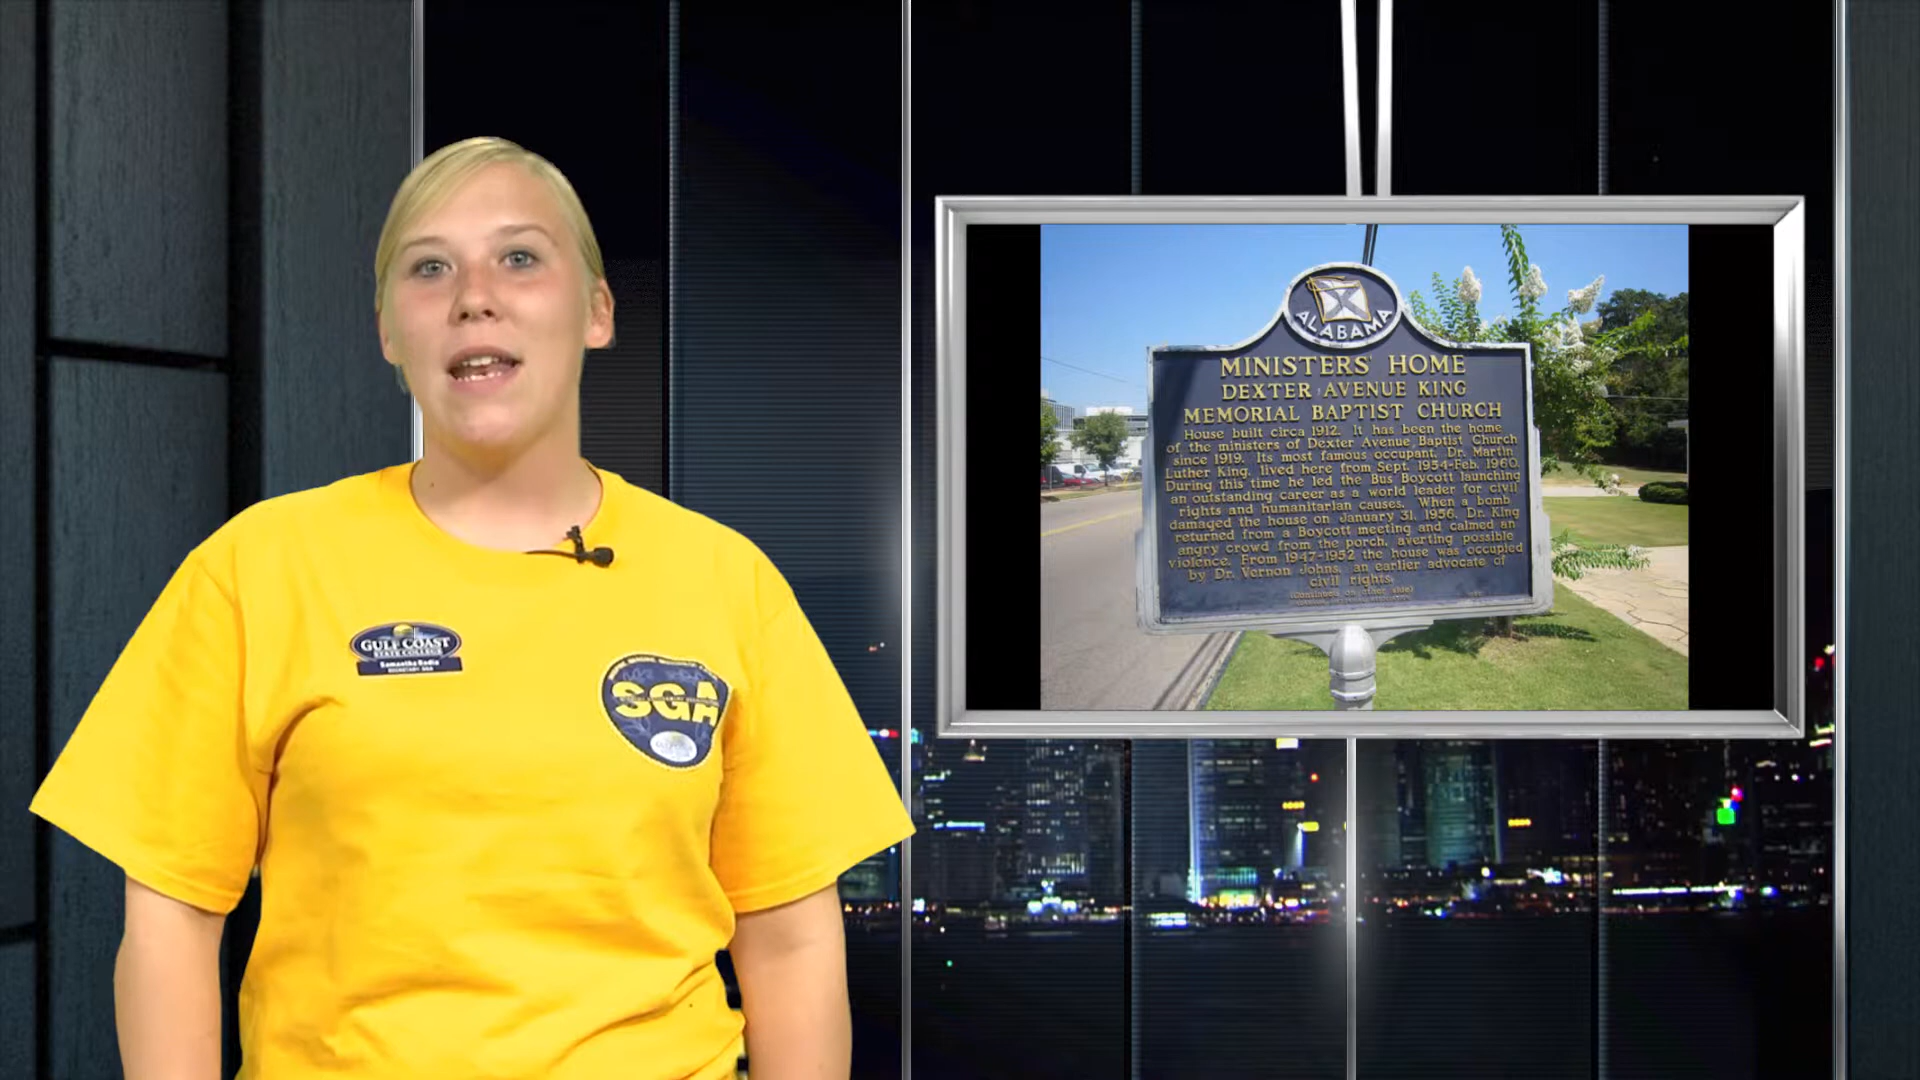 GULF COAST
STATE COLLEGE
Samantha
SECRETARY SGA
SGA
ALABAMA
MINISTERS' HOME
DEXTER AVENUE KING
MEMORIAL BAPTIST CHURCH
House built circa 1912. It has been the home
of the ministers of Dexter Avenue Baptist Church
since 1919. Its most famous occupant, Dr. Martin
Luther King, lived here from Sept. 1954-Feb. 1960.
During this time he led the Bus Boycott launching
an outstanding career as a world leader for civil
rights and humanitarian causes. When a bomb
damaged the house on January 31, 1956, Dr. King
returned from a Boycott meeting and calmed an
angry crowd from the porch, averting possible
violence. From 1947-1952 the house was occupied
by Dr. Vernon Johns, an earlier advocate of
civil rights.
(Continued on other side)